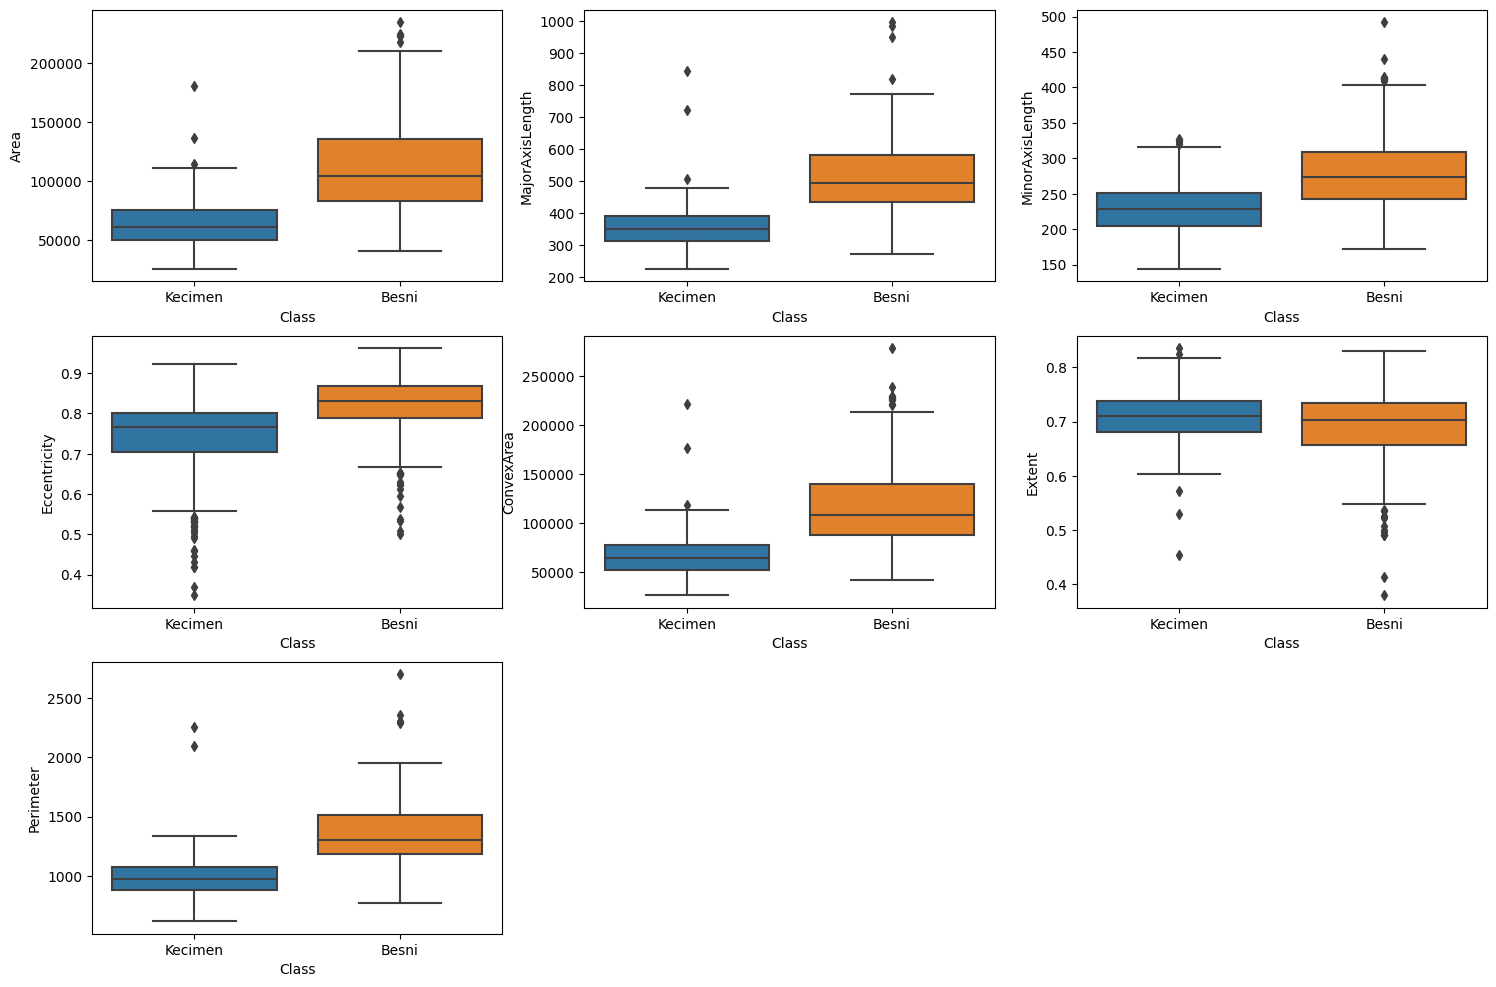 Area
200000
150000
100000
50000
Kecimen Besni
Class
MajorAxisLength
1000
900
800
700
600
500
400
300
200
Kecimen Besni
Class
MinorAxisLength
500
450
400
350
300
250
200
150
Kecimen Besni
Class
Eccentricity
0.9
0.8
0.7
0.6
0.5
0.4
Kecimen Besni
Class
ConvexArea
250000
200000
150000
100000
50000
Kecimen Besni
Class
Extent
0.8
0.7
0.6
0.5
0.4
Kecimen Besni
Class
Perimeter
2500
2000
1500
1000
Kecimen Besni
Class